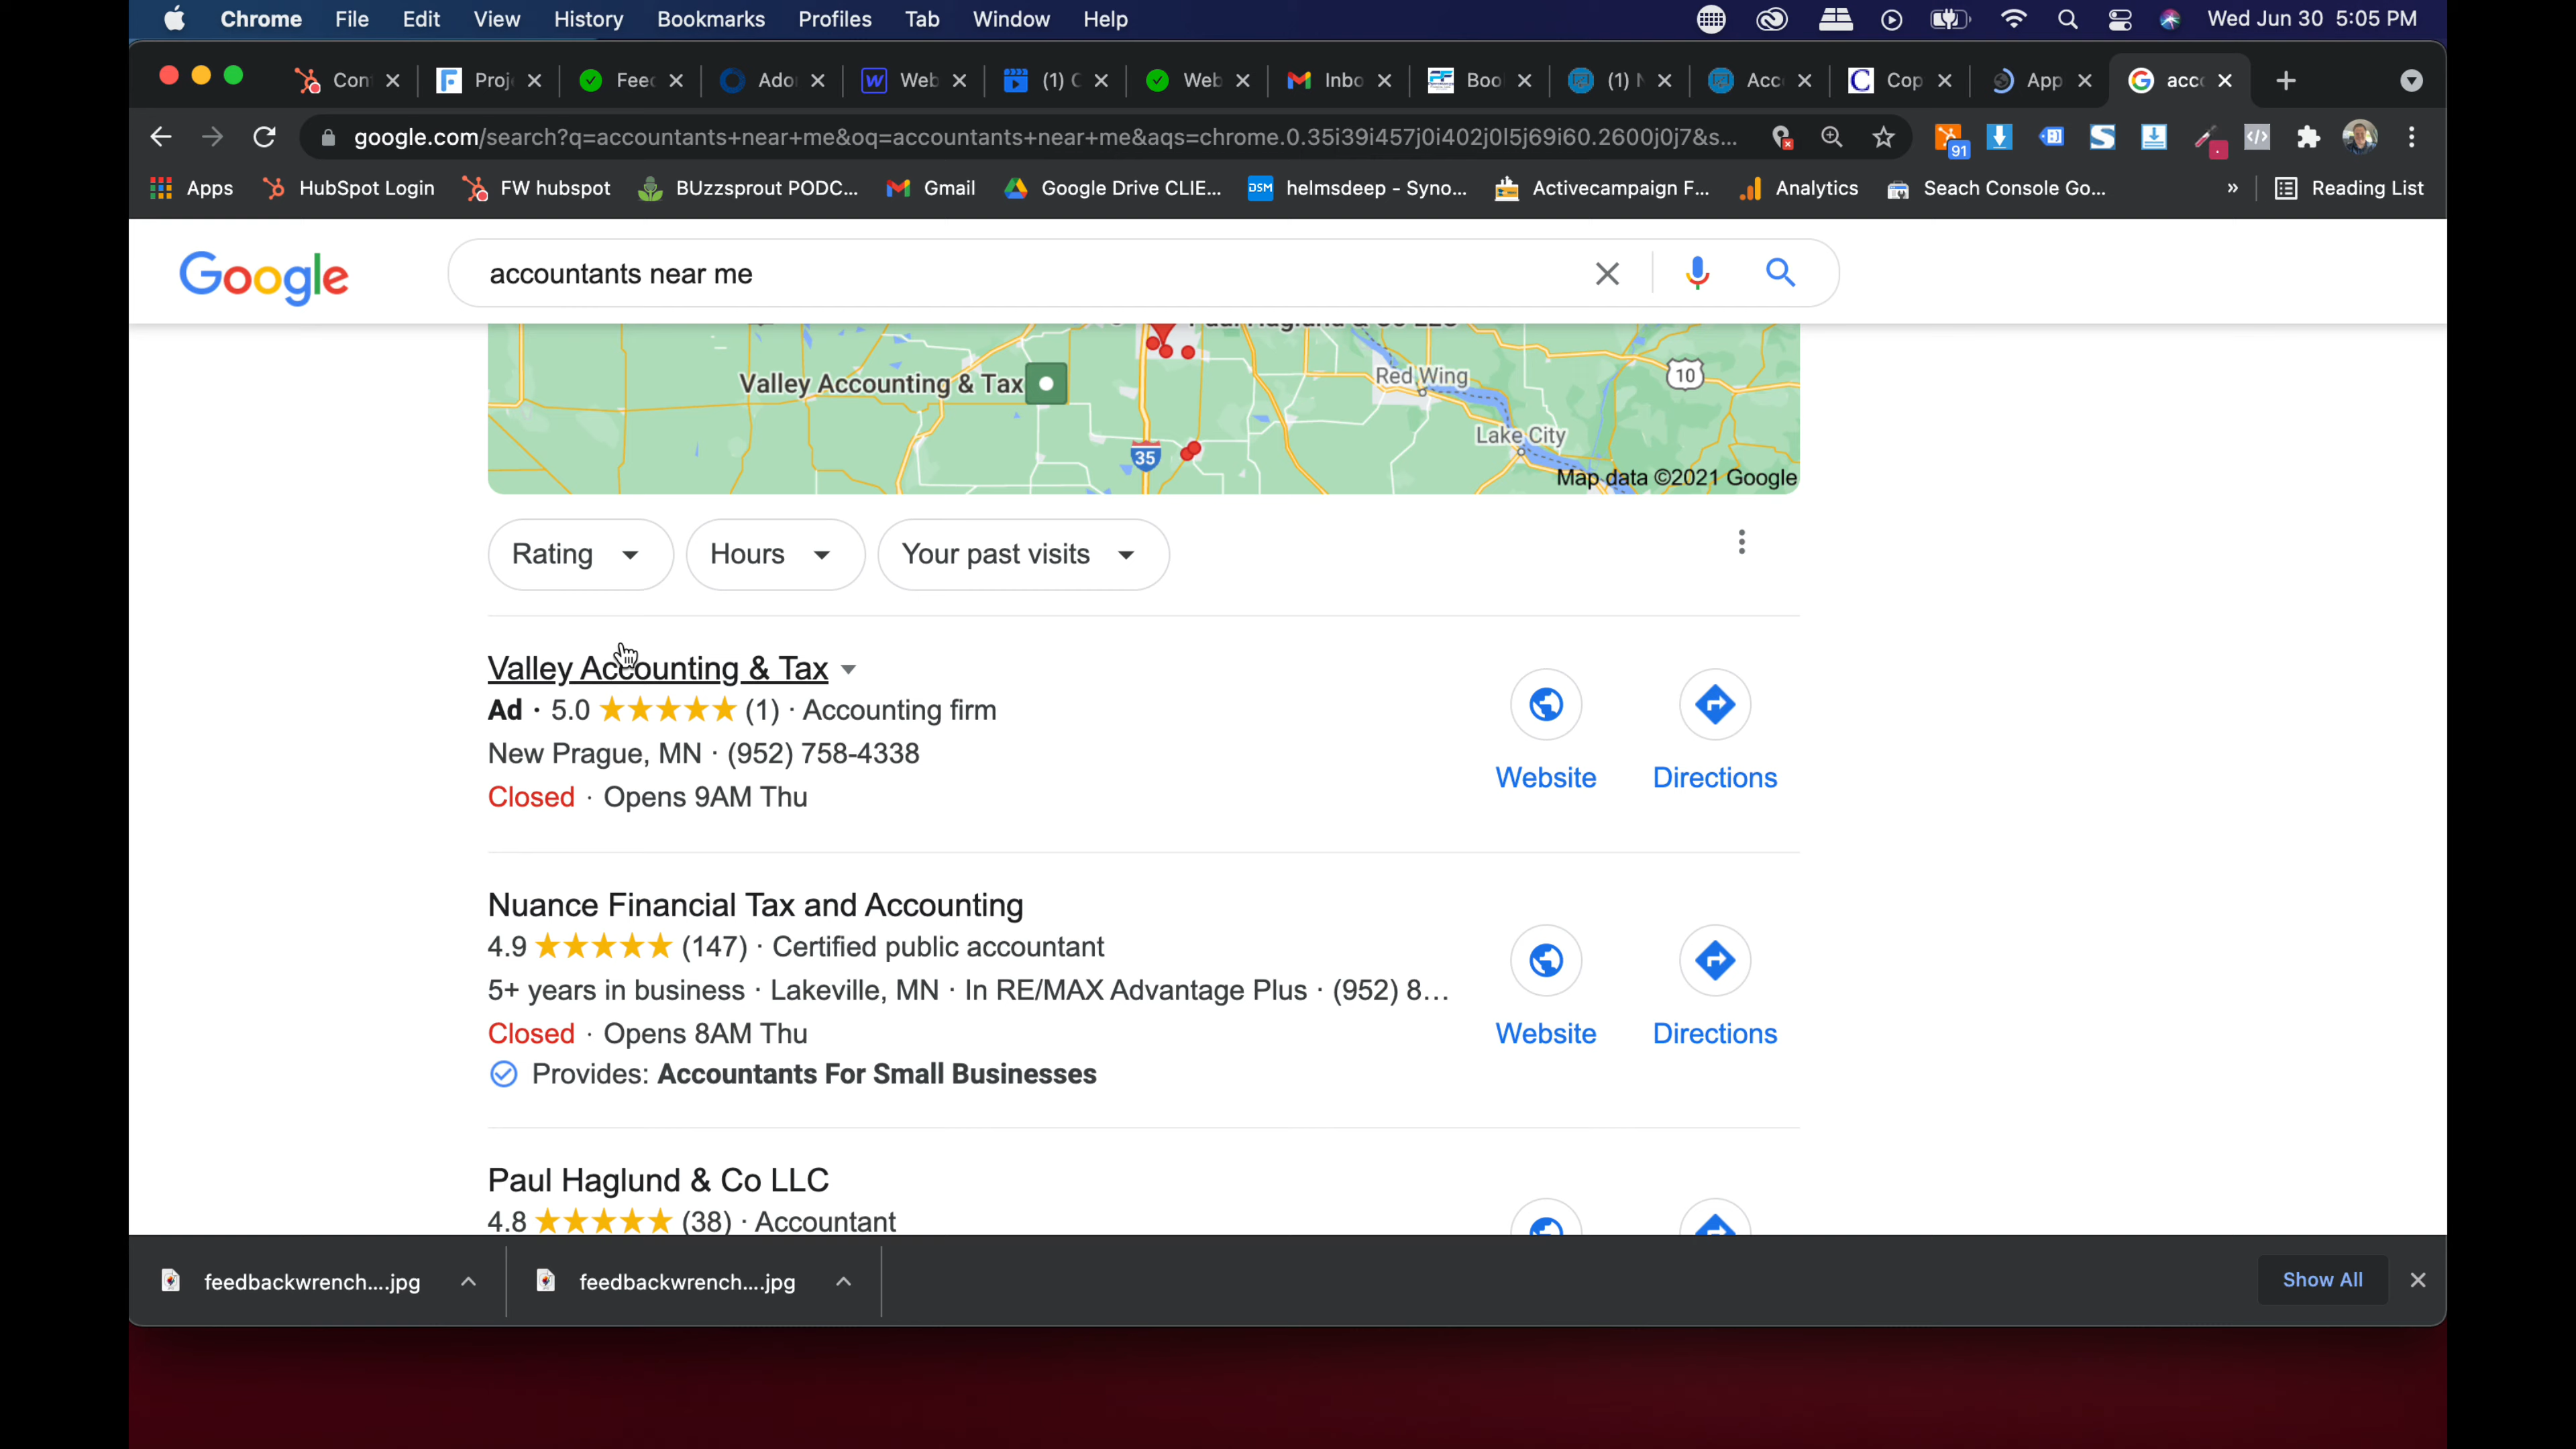 Chrome File Edit View History Bookmarks Profiles Tab Window Help Wed Jun 30 5:05 PM
Con Proj Feed Ado Web (1) C Web Inbo Boo (1) N Acc Cop App acco
google.com/search?q=accountants+near+me&oq=accountants+near+me&aqs=chrome.0.35i39i457j0i402j0l5j69i60.2600j0j7&s...
91
Apps HubSpot Login FW hubspot BUzzsprout PODC... Gmail Google Drive CLIE... DSM helmsdeep - Syno... Activecampaign F... Analytics Seach Console Go... » Reading List
Google accountants near me
Paul Haglund & Co LLC
Valley Accounting & Tax
Red Wing
10
Lake City
35
Map data ©2021 Google
Rating Hours Your past visits
Valley Accounting & Tax
Ad · 5.0 (1) · Accounting firm
New Prague, MN · (952) 758-4338
Closed · Opens 9AM Thu
Website Directions
Nuance Financial Tax and Accounting
4.9 (147) · Certified public accountant
5+ years in business · Lakeville, MN · In RE/MAX Advantage Plus · (952) 8...
Closed · Opens 8AM Thu
Provides: Accountants For Small Businesses
Website Directions
Paul Haglund & Co LLC
4.8 (38) · Accountant
feedbackwrench....jpg feedbackwrench....jpg Show All